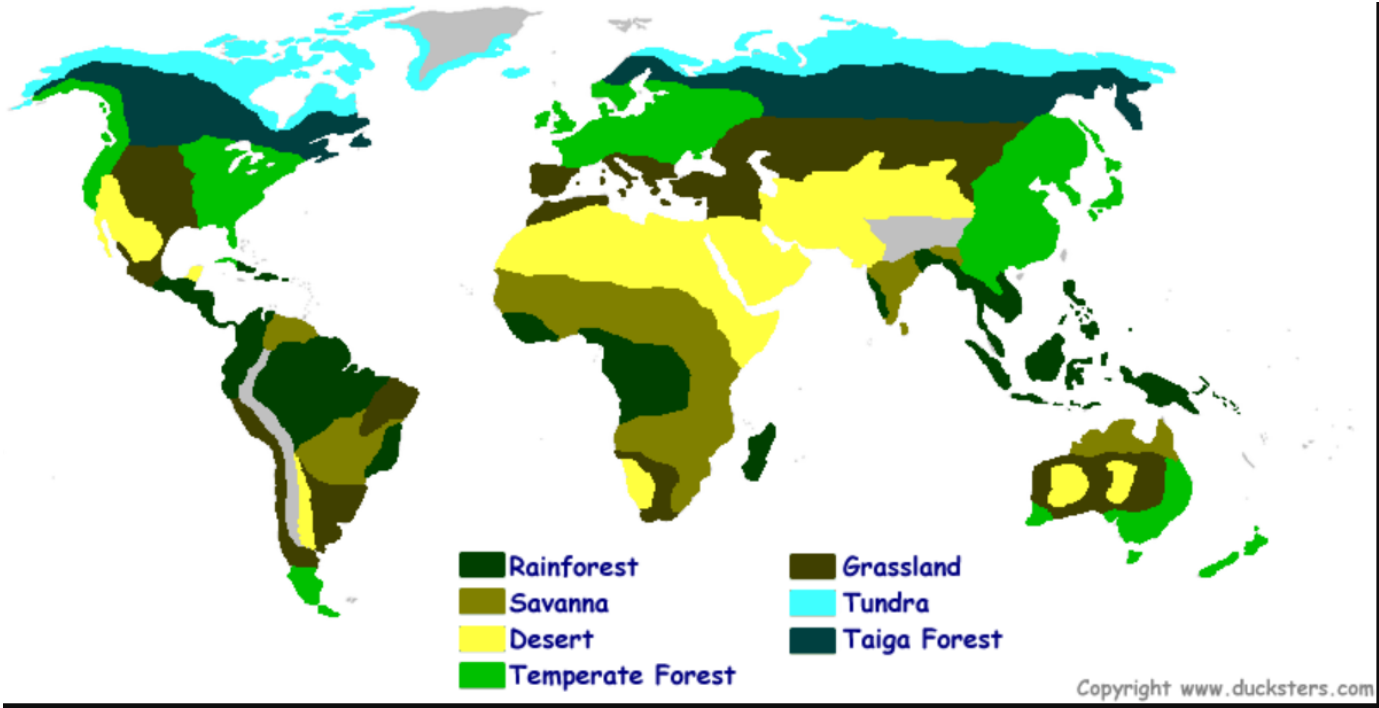 Rainforest
Savanna
Desert
Temperate Forest
Grassland
Tundra
Taiga Forest
Copyright www.ducksters.com